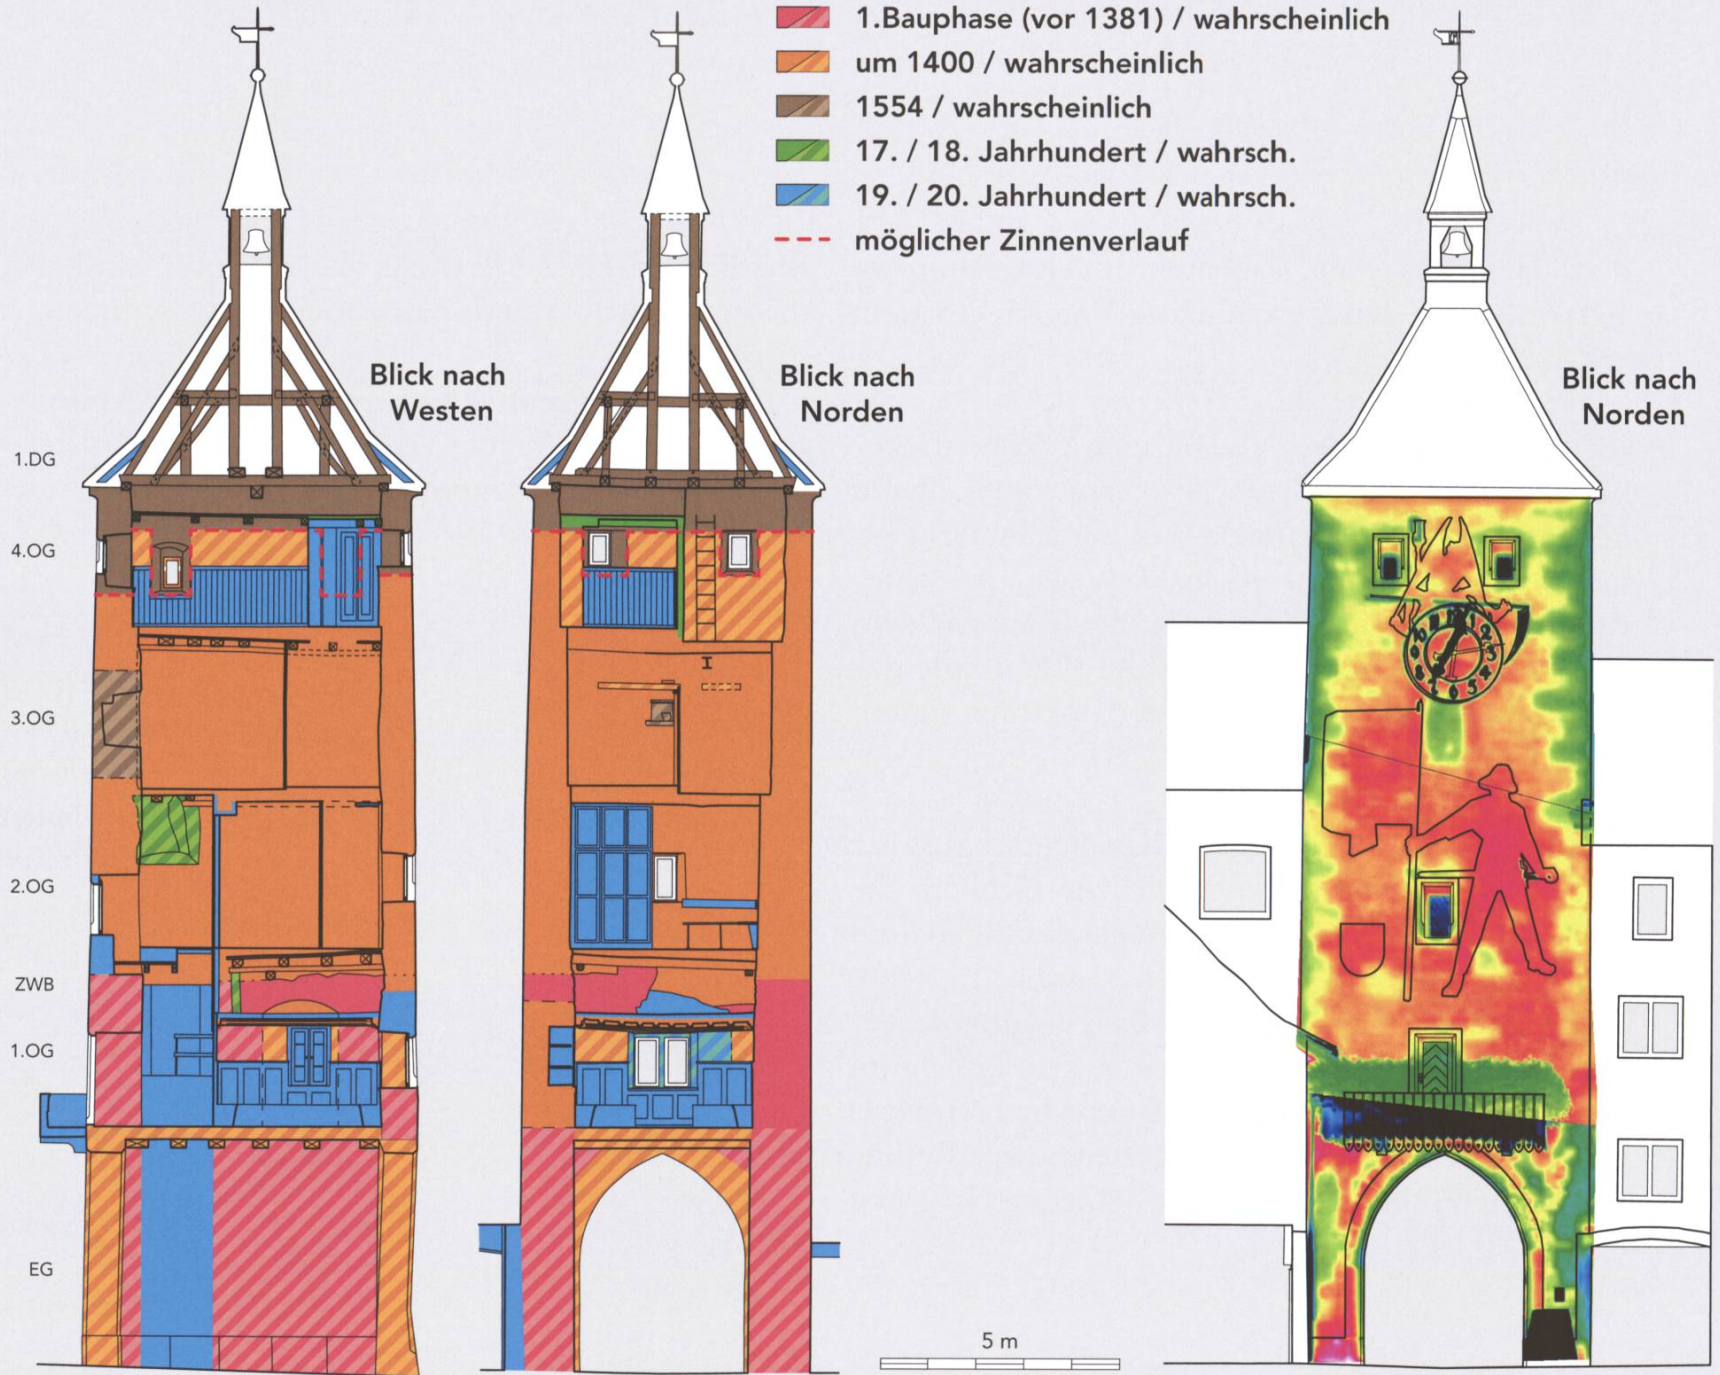 1.Bauphase (vor 1381) / wahrscheinlich
um 1400 / wahrscheinlich
1554 / wahrscheinlich
17. / 18. Jahrhundert / wahrsch.
19. / 20. Jahrhundert / wahrsch.
möglicher Zinnenverlauf
Blick nach
Westen
Blick nach
Norden
Blick nach
Norden
1.DG
4.OG
3.OG
2.OG
ZWB
1.OG
EG
5 m